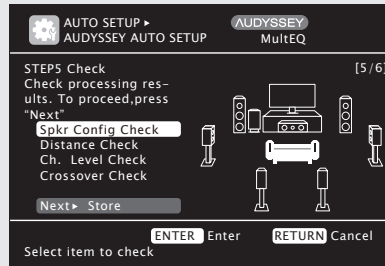 AUTO SETUP ▸
AUDYSSEY AUTO SETUP
AUDYSSEY
MultEQ
STEP5 Check
[5/6]
Check processing res-
ults. To proceed,press
“Next”
Spkr Config Check
Distance Check
Ch. Level Check
Crossover Check
Next▸ Store
ENTER Enter
RETURN Cancel
Select item to check